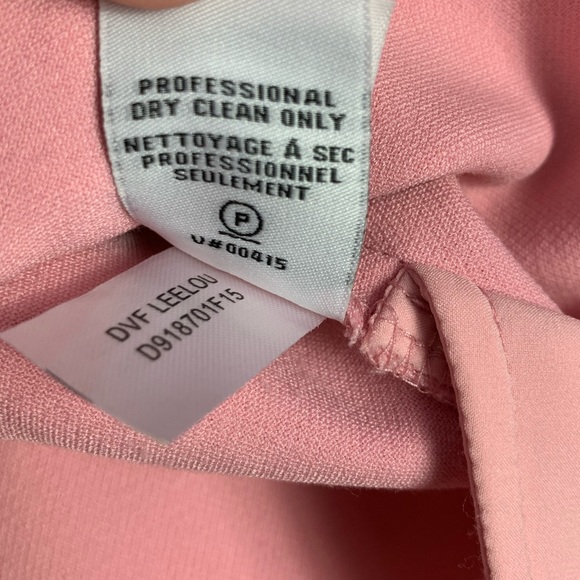 PROFESSIONAL
DRY CLEAN ONLY
NETTOYAGE Á SEC
PROFESSIONNEL
SEULEMENT
P
U#00415
DVF LEELOU
D918701F15